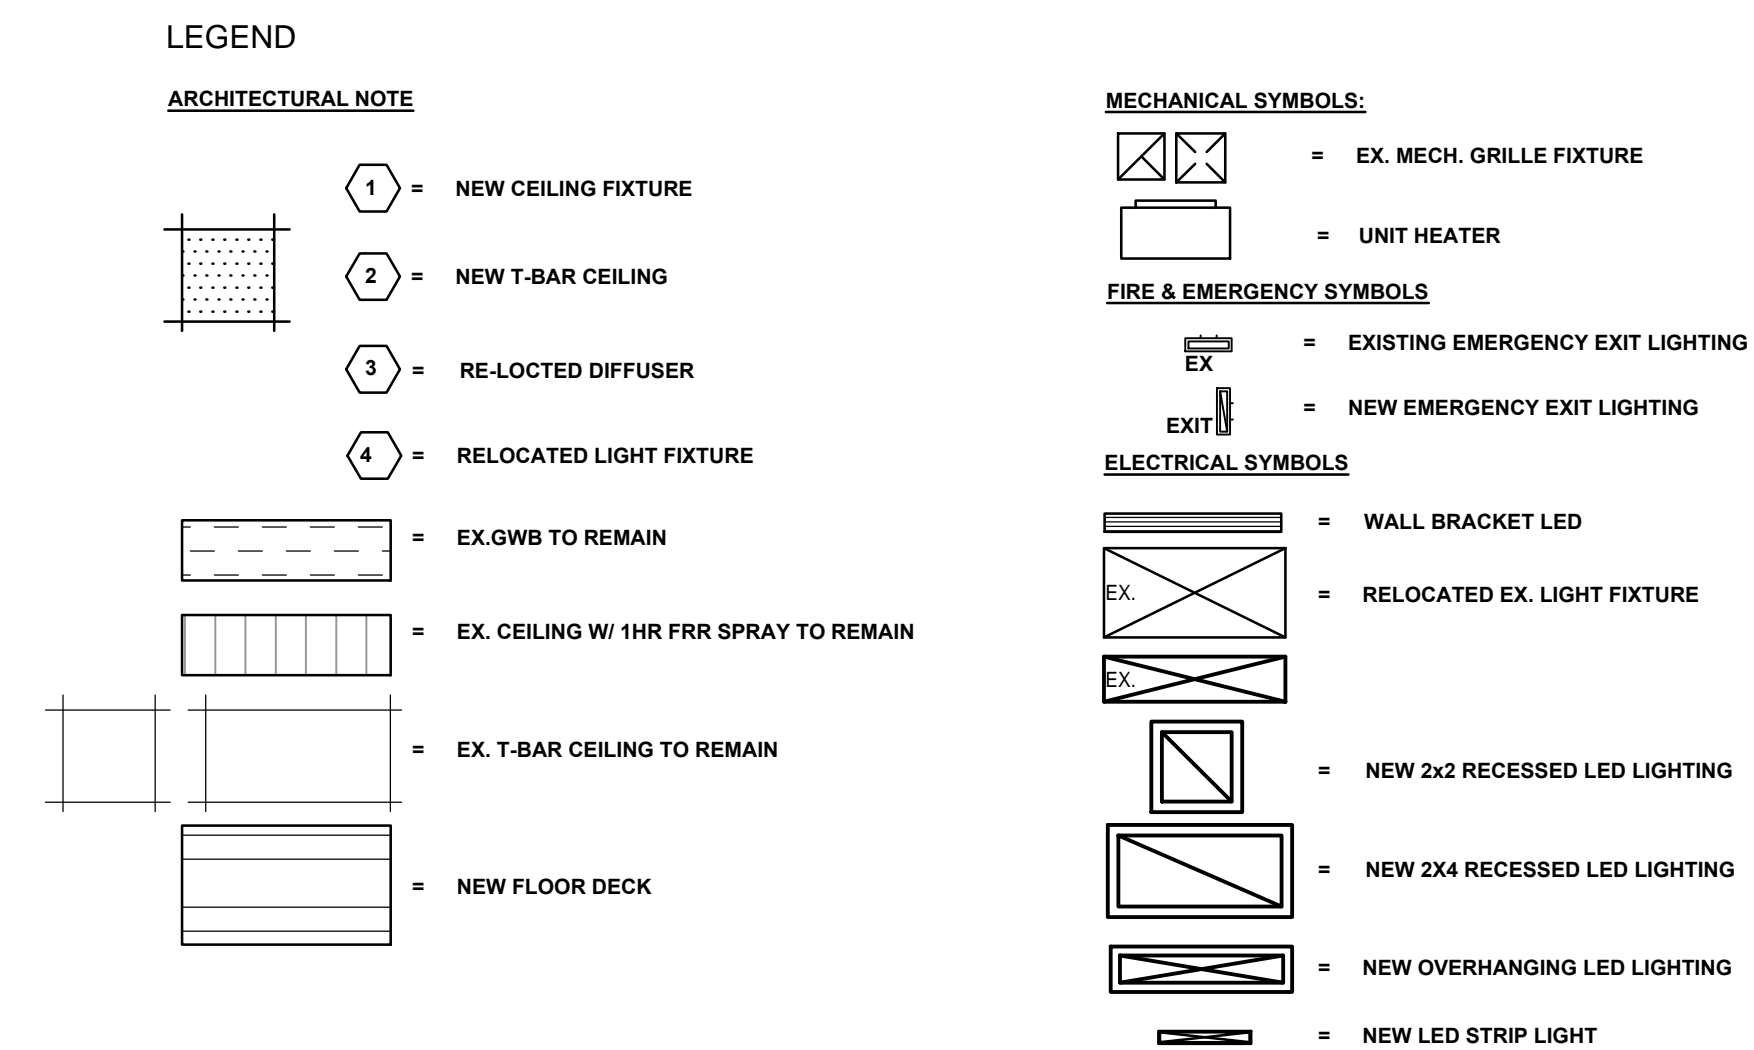 LEGEND
ARCHITECTURAL NOTE
1 = NEW CEILING FIXTURE
2 = NEW T-BAR CEILING
3 = RE-LOCTED DIFFUSER
4 = RELOCATED LIGHT FIXTURE
= EX.GWB TO REMAIN
= EX. CEILING W/ 1HR FRR SPRAY TO REMAIN
= EX. T-BAR CEILING TO REMAIN
= NEW FLOOR DECK
MECHANICAL SYMBOLS:
= EX. MECH. GRILLE FIXTURE
= UNIT HEATER
FIRE & EMERGENCY SYMBOLS
EX = EXISTING EMERGENCY EXIT LIGHTING
EXIT = NEW EMERGENCY EXIT LIGHTING
ELECTRICAL SYMBOLS
= WALL BRACKET LED
EX. = RELOCATED EX. LIGHT FIXTURE
EX.
= NEW 2x2 RECESSED LED LIGHTING
= NEW 2X4 RECESSED LED LIGHTING
= NEW OVERHANGING LED LIGHTING
= NEW LED STRIP LIGHT